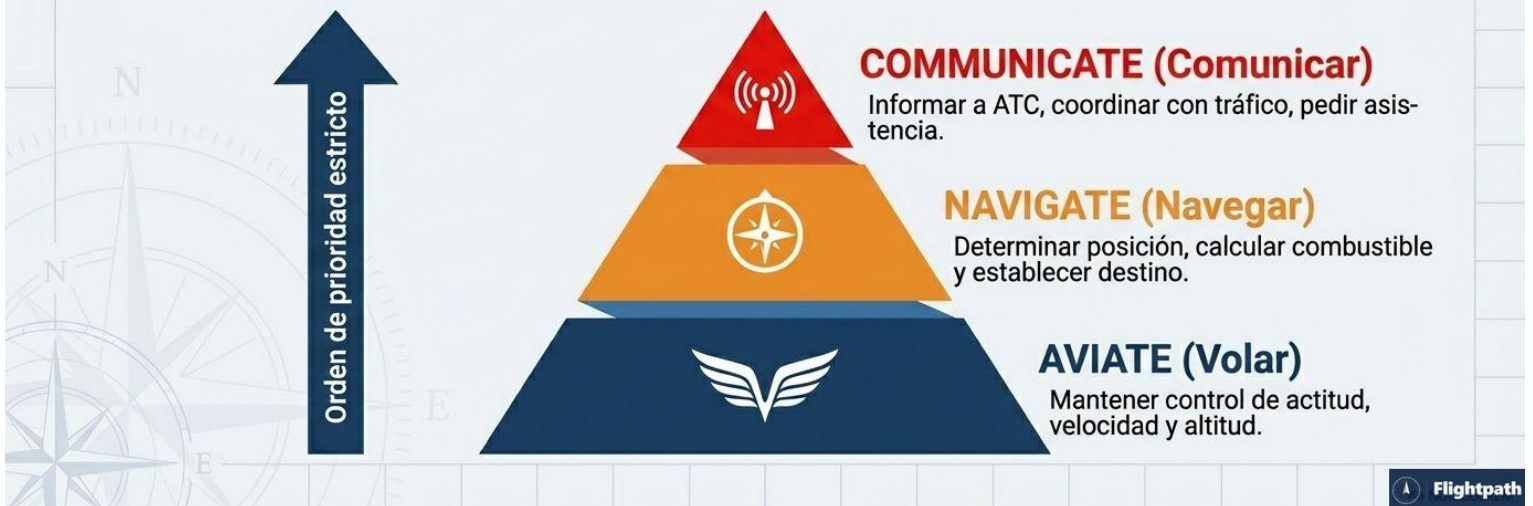 Orden de prioridad estricto
COMMUNICATE (Comunicar)
Informar a ATC, coordinar con tráfico, pedir asis-
tencia.
NAVIGATE (Navegar)
Determinar posición, calcular combustible
y establecer destino.
AVIATE (Volar)
Mantener control de actitud,
velocidad y altitud.
N
N
E
E
Flightpath